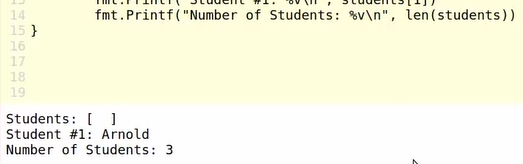 13 fmt.Printf("Student #1: %v\n", students[1])
14 fmt.Printf("Number of Students: %v\n", len(students))
15 }
16
17
18
19
Students: [  ]
Student #1: Arnold
Number of Students: 3